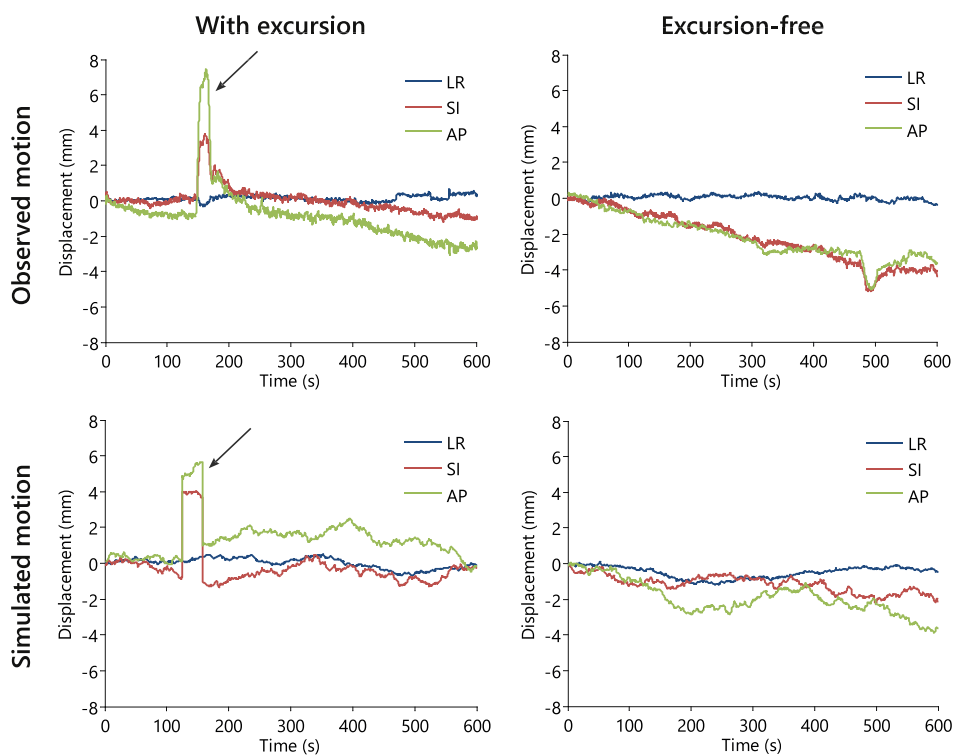 With excursion
Excursion-free
Observed motion
Displacement (mm)
8
6
4
2
0
-2
-4
-6
-8
LR
SI
AP
0 100 200 300 400 500 600
Time (s)
Displacement (mm)
8
6
4
2
0
-2
-4
-6
-8
LR
SI
AP
0 100 200 300 400 500 600
Time (s)
Simulated motion
Displacement (mm)
8
6
4
2
0
-2
-4
-6
-8
LR
SI
AP
0 100 200 300 400 500 600
Time (s)
Displacement (mm)
8
6
4
2
0
-2
-4
-6
-8
LR
SI
AP
0 100 200 300 400 500 600
Time (s)